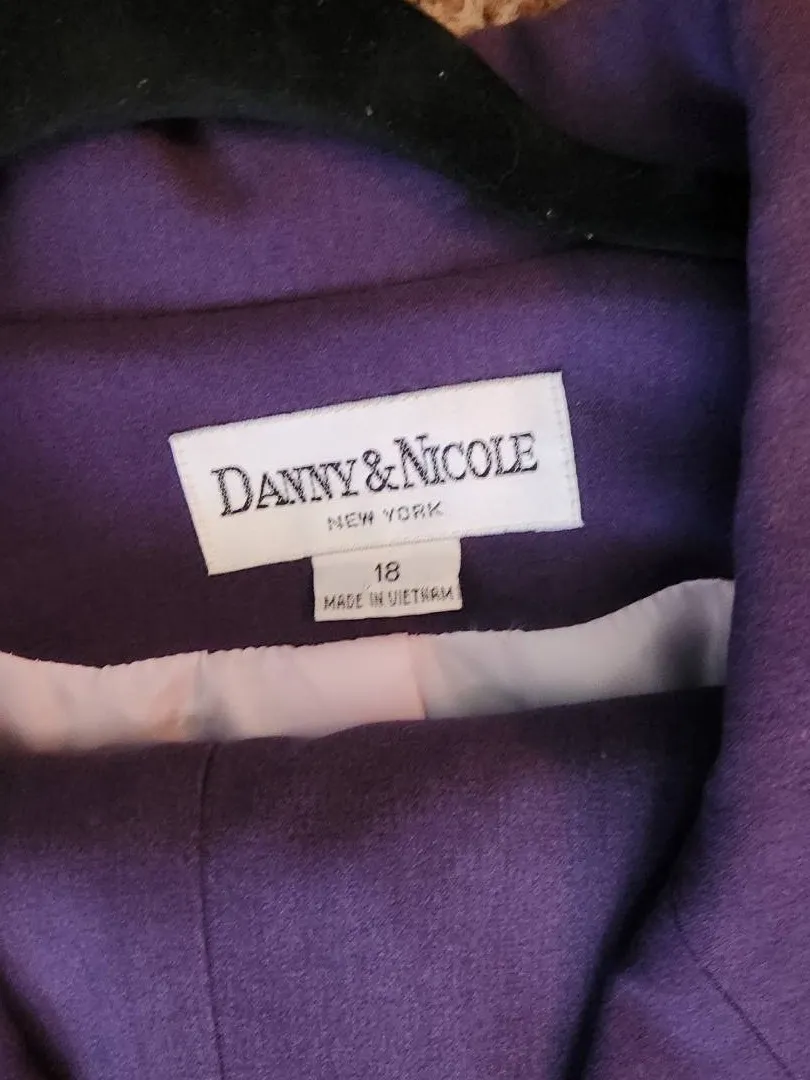 DANNY & NICOLE
NEW YORK
18
MADE IN VIETNAM